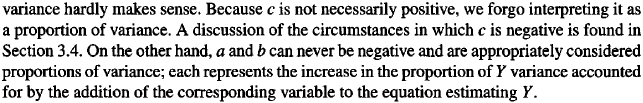 variance hardly makes sense. Because c is not necessarily positive, we forgo interpreting it as
a proportion of variance. A discussion of the circumstances in which c is negative is found in
Section 3.4. On the other hand, a and b can never be negative and are appropriately considered
proportions of variance; each represents the increase in the proportion of Y variance accounted
for by the addition of the corresponding variable to the equation estimating Y.